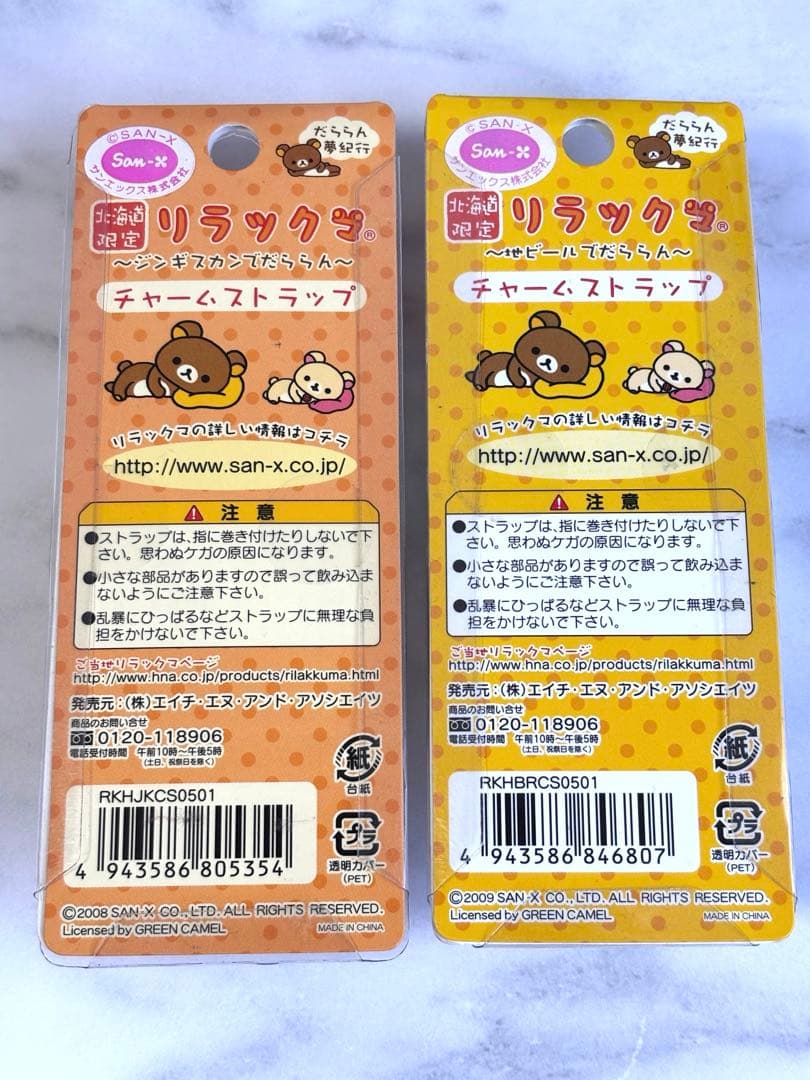 ©SAN-X
San-x
サンエックス株式会社
だららん
夢紀行
北海道
限定
リラックマ®
～ジンギスカンでだららん～
チャームストラップ
リラックマの詳しい情報はコチラ
http://www.san-x.co.jp/
注意
●ストラップは、指に巻き付けたりしないで下
さい。思わぬケガの原因になります。
●小さな部品がありますので誤って飲み込ま
ないようにご注意下さい。
●乱暴にひっぱるなどストラップに無理な負
担をかけないで下さい。
ご当地リラックマページ
http://www.hna.co.jp/products/rilakkuma.html
発売元：(株)エイチ・エヌ・アンド・アソシエイツ
商品のお問い合せ
0120-118906
電話受付時間 午前10時～午後5時
(土日、祝祭日を除く)
紙
台紙
RKHJKCS0501
4 943586 805354
プラ
透明カバー
(PET)
©2008 SAN-X CO., LTD. ALL RIGHTS RESERVED.
Licensed by GREEN CAMEL
MADE IN CHINA
©SAN-X
San-x
サンエックス株式会社
だららん
夢紀行
北海道
限定
リラックマ®
～地ビールでだららん～
チャームストラップ
リラックマの詳しい情報はコチラ
http://www.san-x.co.jp/
注意
●ストラップは、指に巻き付けたりしないで下
さい。思わぬケガの原因になります。
●小さな部品がありますので誤って飲み込ま
ないようにご注意下さい。
●乱暴にひっぱるなどストラップに無理な負
担をかけないで下さい。
ご当地リラックマページ
http://www.hna.co.jp/products/rilakkuma.html
発売元：(株)エイチ・エヌ・アンド・アソシエイツ
商品のお問い合せ
0120-118906
電話受付時間 午前10時～午後5時
(土日、祝祭日を除く)
紙
台紙
RKHBRCS0501
4 943586 846807
プラ
透明カバー
(PET)
©2009 SAN-X CO., LTD. ALL RIGHTS RESERVED.
Licensed by GREEN CAMEL
MADE IN CHINA